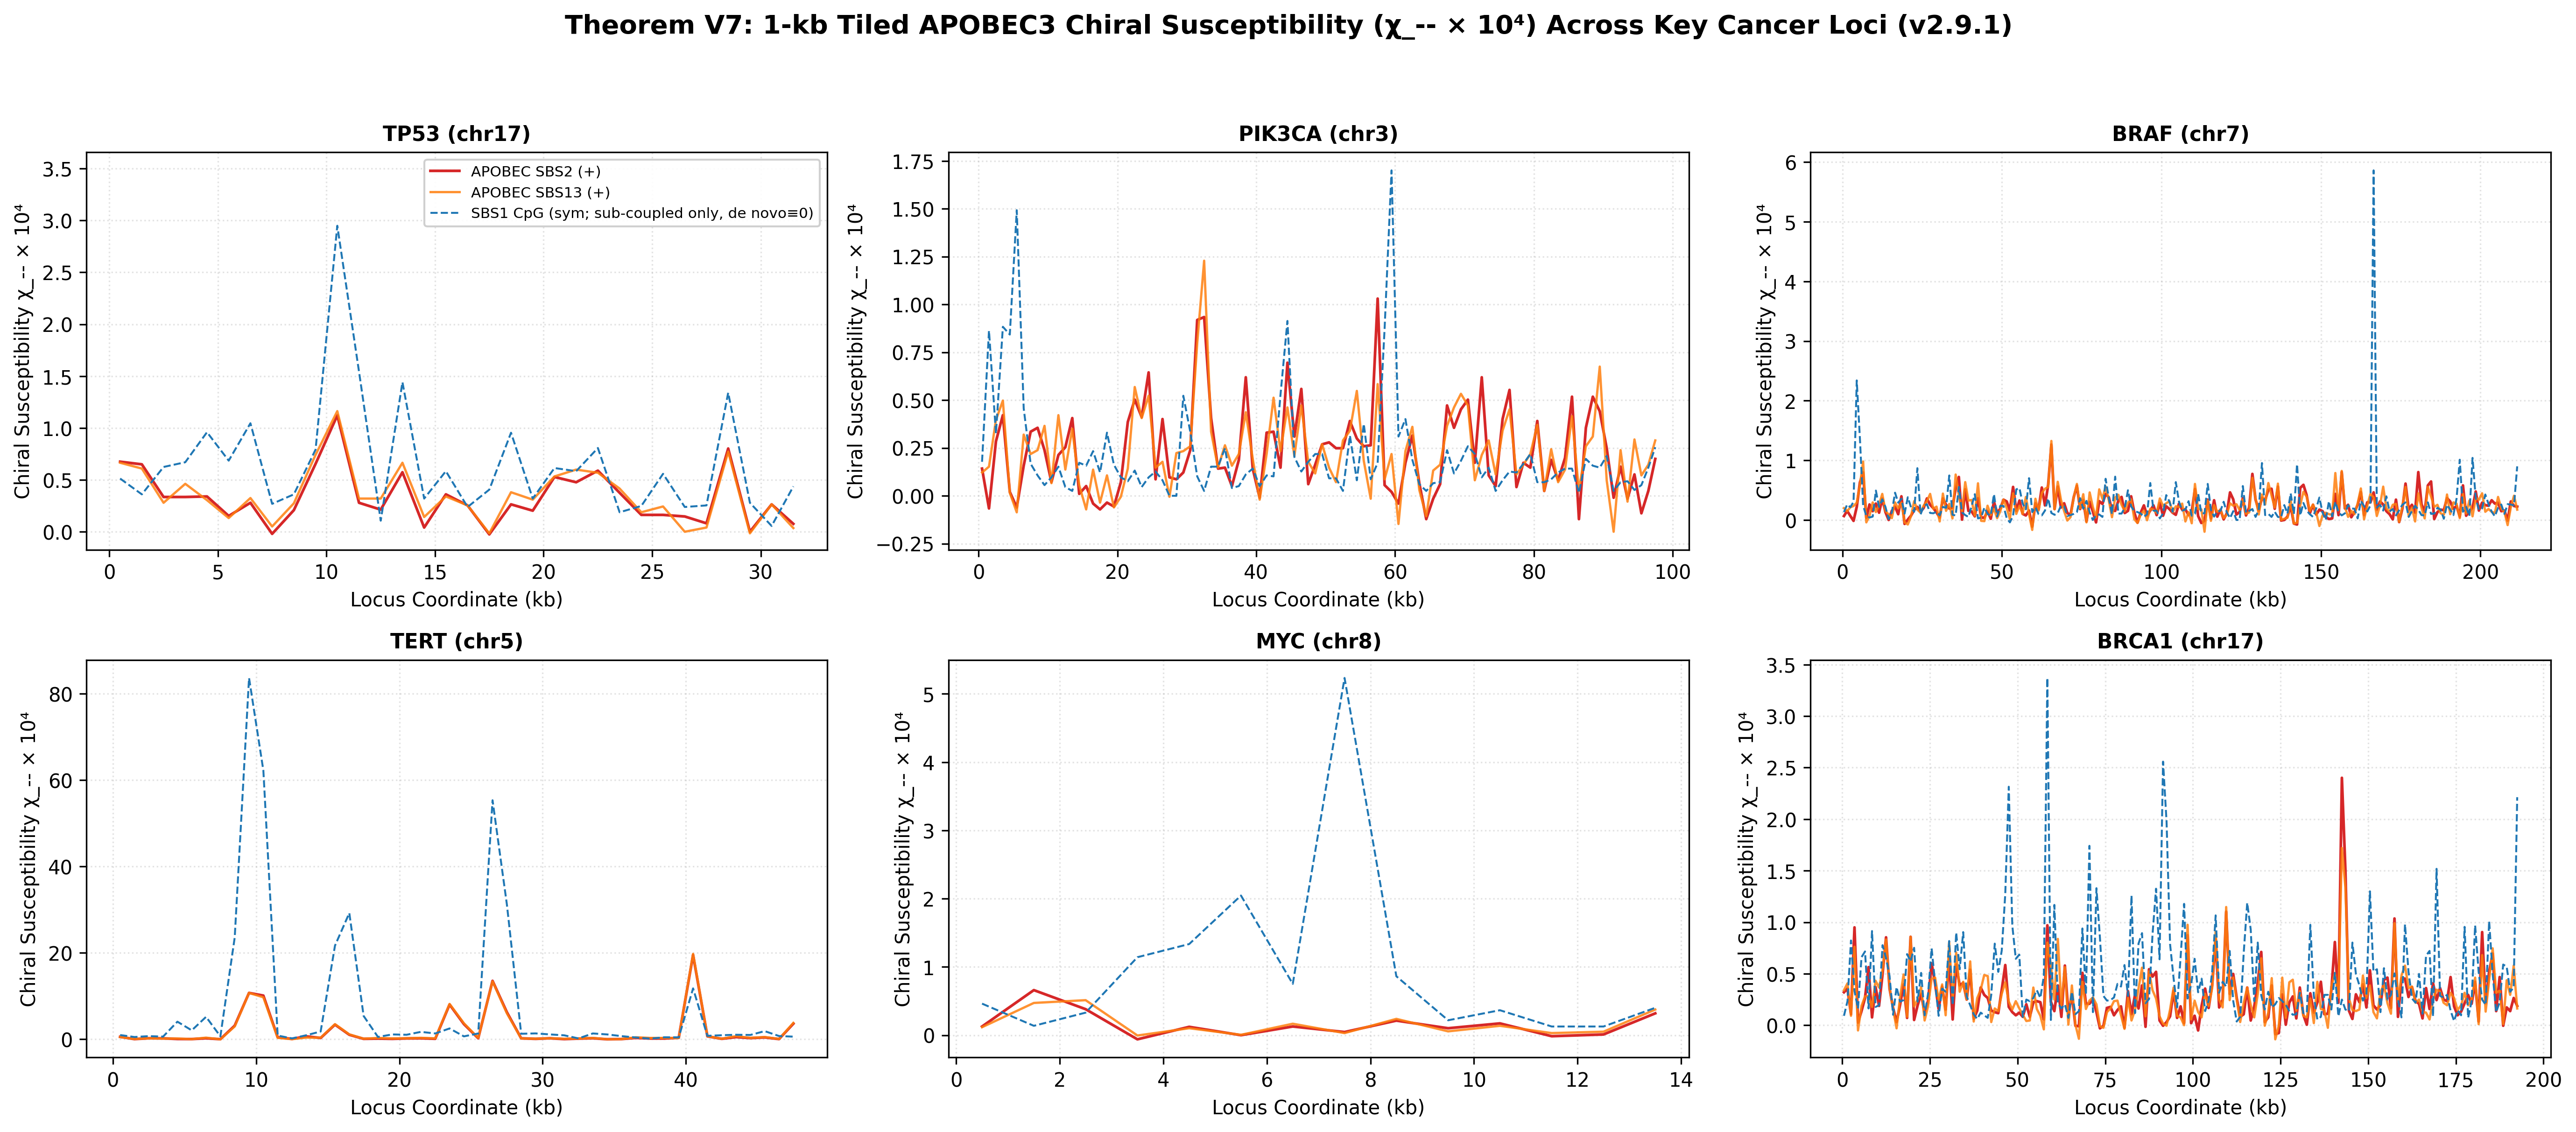 Theorem V7: 1-kb Tiled APOBEC3 Chiral Susceptibility (χ_-- × 10⁴) Across Key Cancer Loci (v2.9.1)
TP53 (chr17)
Chiral Susceptibility χ_-- × 10⁴
3.5
3.0
2.5
2.0
1.5
1.0
0.5
0.0
APOBEC SBS2 (+)
APOBEC SBS13 (+)
SBS1 CpG (sym; sub-coupled only, de novo≡0)
0 5 10 15 20 25 30
Locus Coordinate (kb)
PIK3CA (chr3)
Chiral Susceptibility χ_-- × 10⁴
1.75
1.50
1.25
1.00
0.75
0.50
0.25
0.00
−0.25
0 20 40 60 80 100
Locus Coordinate (kb)
BRAF (chr7)
Chiral Susceptibility χ_-- × 10⁴
6
5
4
3
2
1
0
0 50 100 150 200
Locus Coordinate (kb)
TERT (chr5)
Chiral Susceptibility χ_-- × 10⁴
80
60
40
20
0
0 10 20 30 40
Locus Coordinate (kb)
MYC (chr8)
Chiral Susceptibility χ_-- × 10⁴
5
4
3
2
1
0
0 2 4 6 8 10 12 14
Locus Coordinate (kb)
BRCA1 (chr17)
Chiral Susceptibility χ_-- × 10⁴
3.5
3.0
2.5
2.0
1.5
1.0
0.5
0.0
0 25 50 75 100 125 150 175 200
Locus Coordinate (kb)